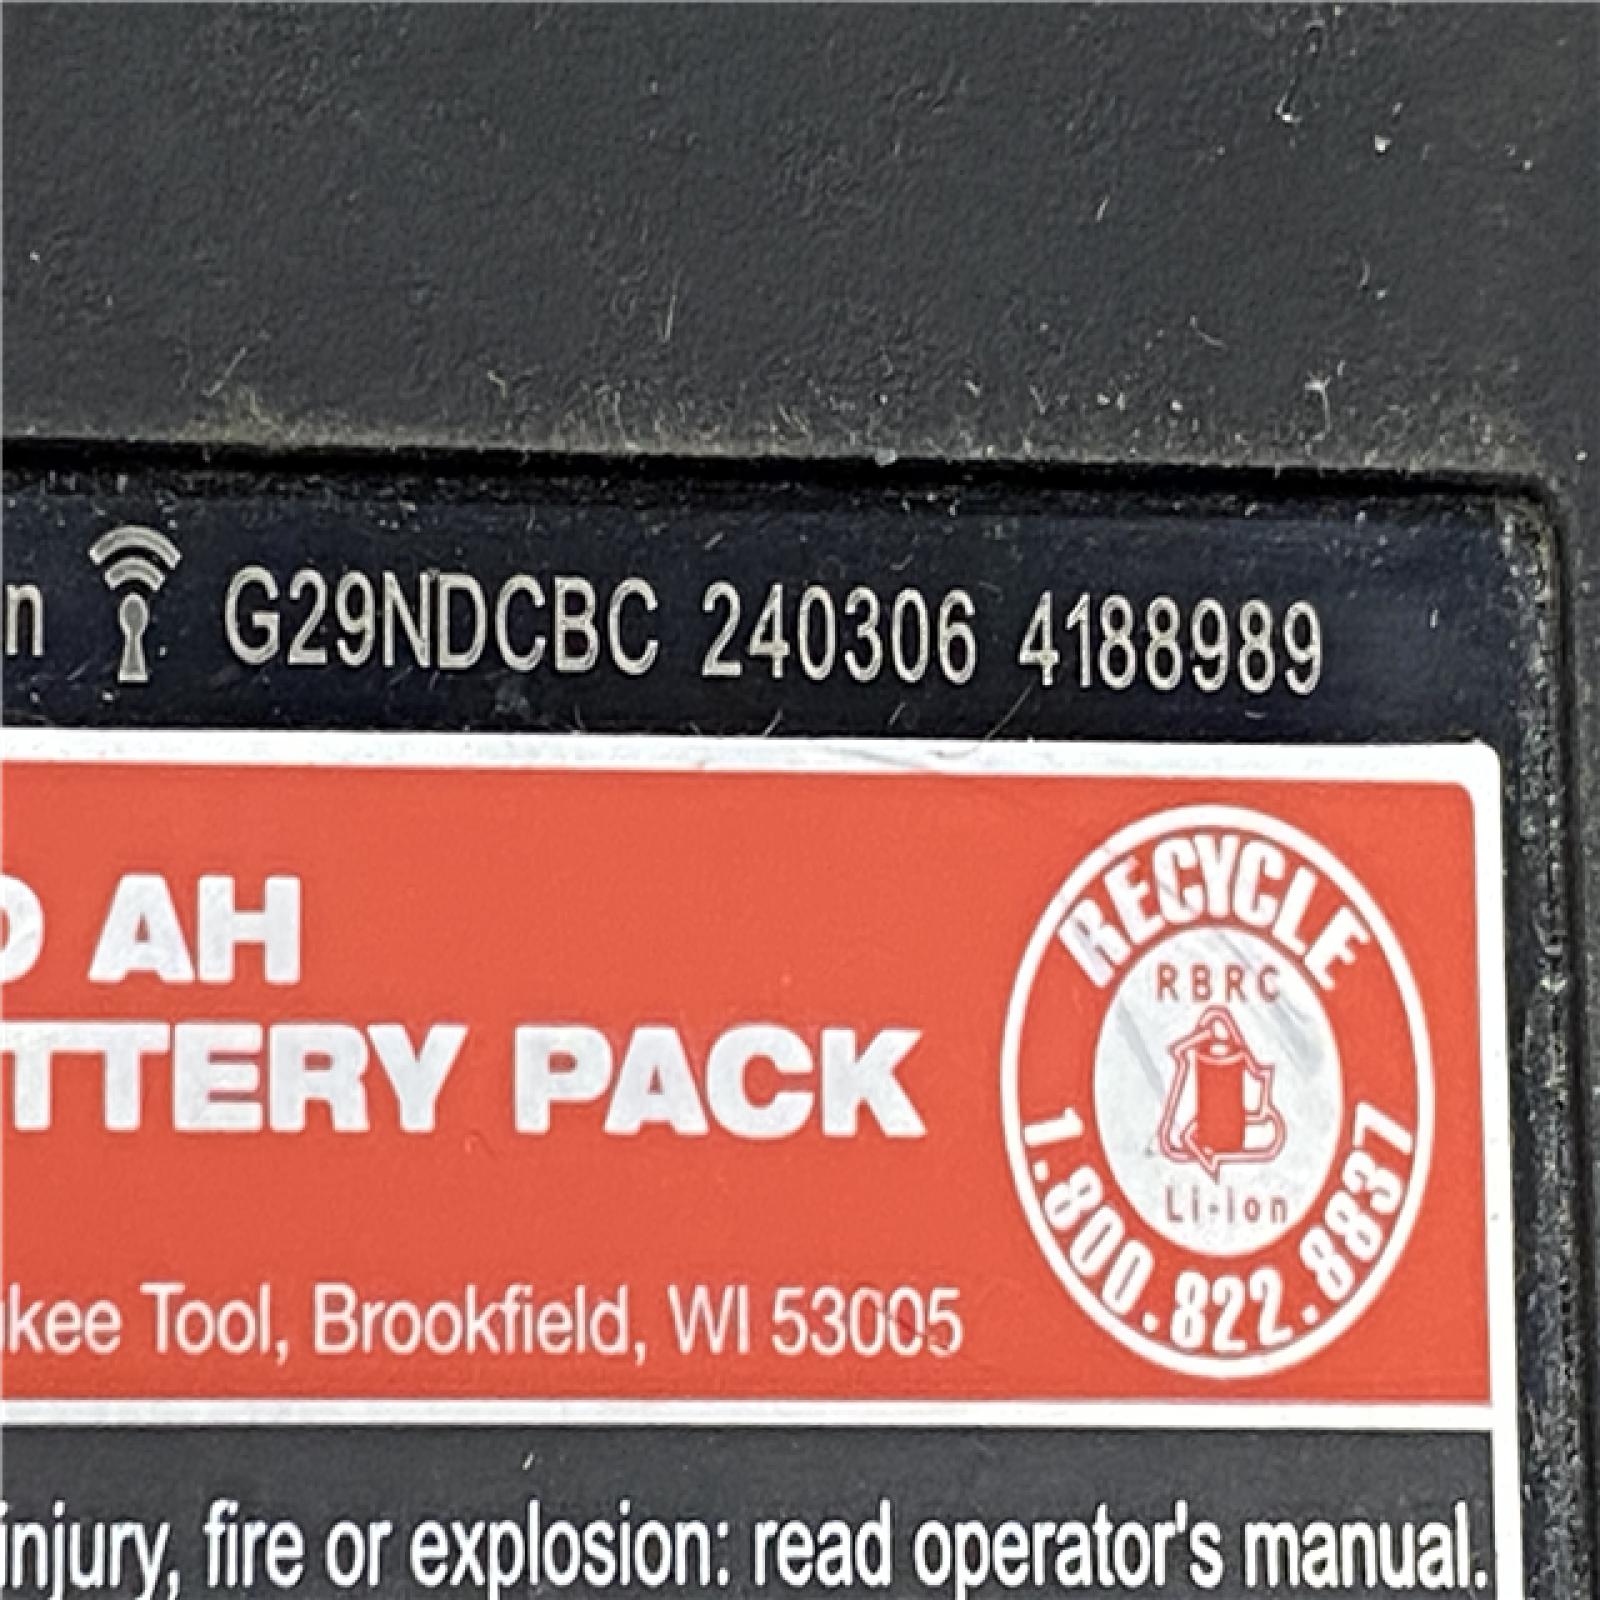 n G29NDCBC 240306 4188989
AH
TTERY PACK
kee Tool, Brookfield, WI 53005
RECYCLE
RBRC
Li-ion
1.800.822.8837
injury, fire or explosion: read operator's manual.